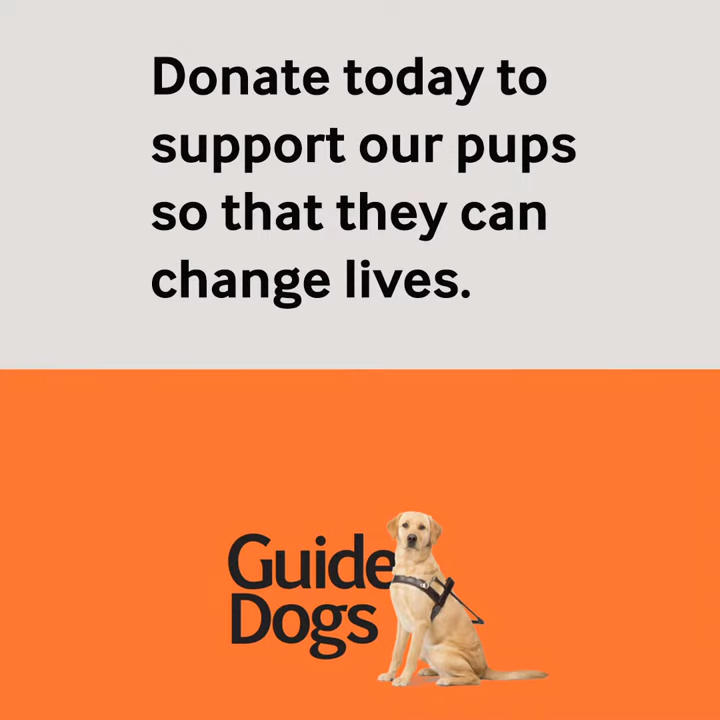 Donate today to
support our pups
so that they can
change lives.
Guide
Dogs